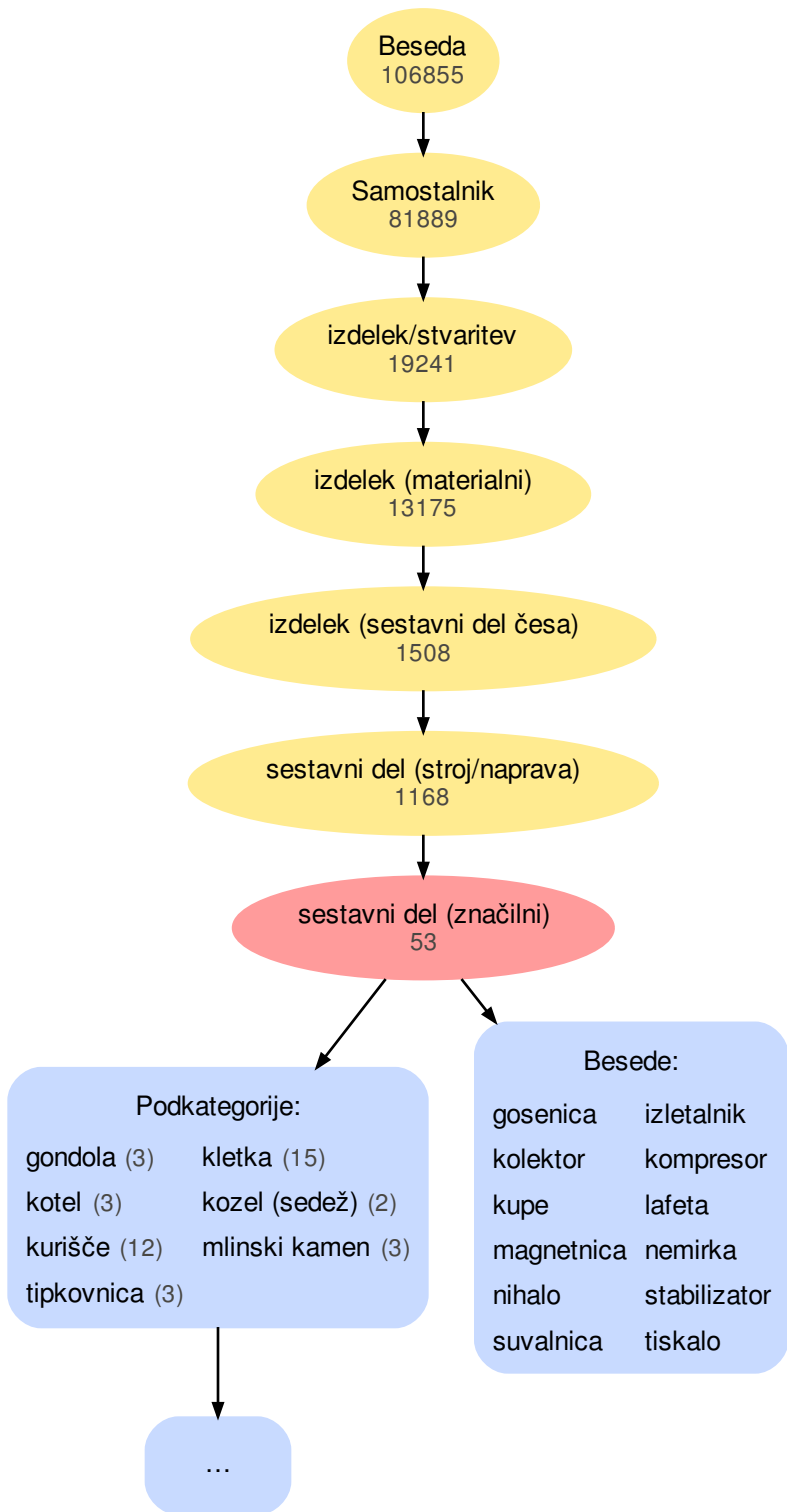 Beseda
106855
Samostalnik
81889
izdelek/stvaritev
19241
izdelek (materialni)
13175
izdelek (sestavni del česa)
1508
sestavni del (stroj/naprava)
1168
sestavni del (značilni)
53
Podkategorije:
gondola (3) kletka (15)
kotel (3) kozel (sedež) (2)
kurišče (12) mlinski kamen (3)
tipkovnica (3)
Besede:
gosenica izletalnik
kolektor kompresor
kupe lafeta
magnetnica nemirka
nihalo stabilizator
suvalnica tiskalo
...